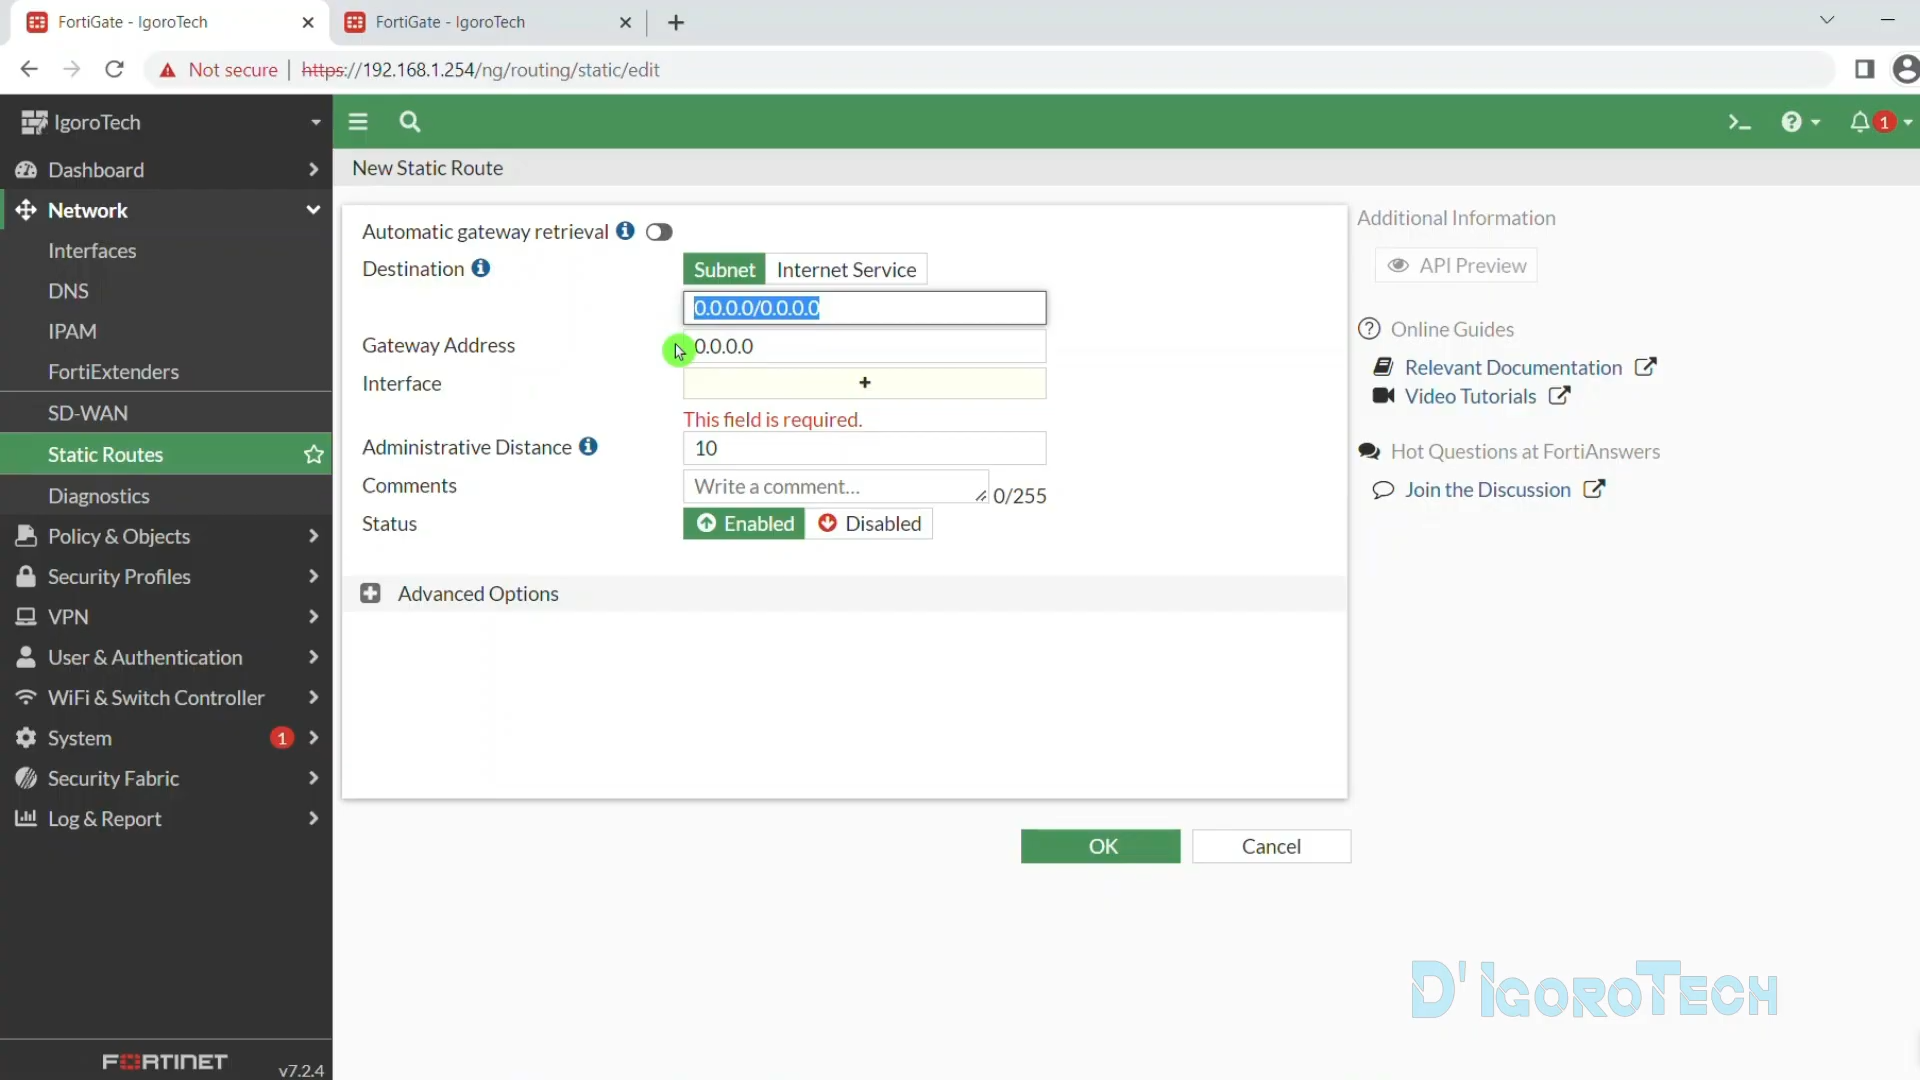 FortiGate - IgoroTech
FortiGate - IgoroTech
Not secure | https://192.168.1.254/ng/routing/static/edit
IgoroTech
1
Dashboard
New Static Route
Network
Interfaces
DNS
IPAM
FortiExtenders
SD-WAN
Static Routes
Diagnostics
Policy & Objects
Security Profiles
VPN
User & Authentication
WiFi & Switch Controller
System 1
Security Fabric
Log & Report
FORTINET v7.2.4
Automatic gateway retrieval
Destination Subnet Internet Service
0.0.0.0/0.0.0.0
Gateway Address 0.0.0.0
Interface +
This field is required.
Administrative Distance 10
Comments Write a comment... 0/255
Status Enabled Disabled
Advanced Options
OK Cancel
Additional Information
API Preview
Online Guides
Relevant Documentation
Video Tutorials
Hot Questions at FortiAnswers
Join the Discussion
D'IGOROTECH